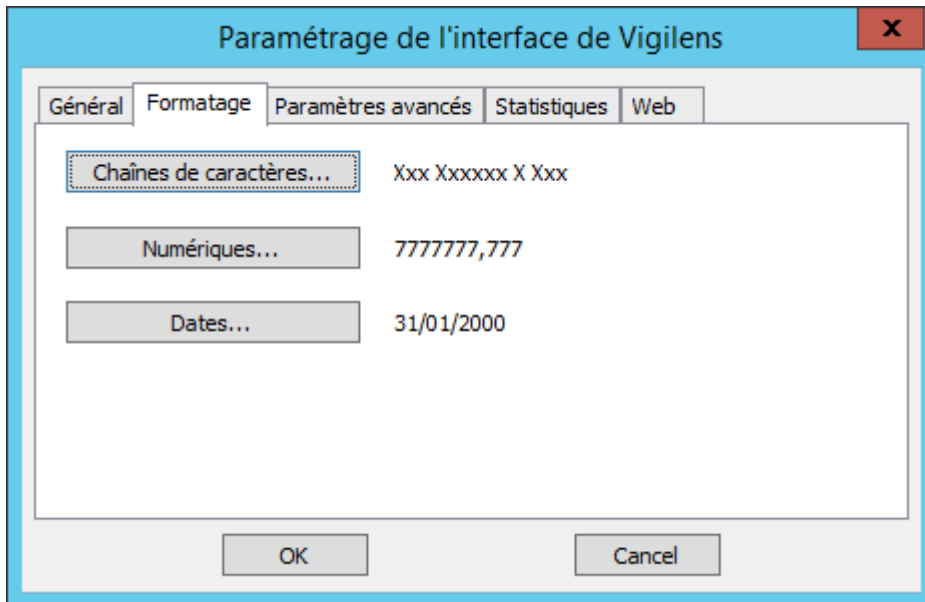 Paramétrage de l'interface de Vigilens
x
Général Formatage Paramètres avancés Statistiques Web
Chaînes de caractères... Xxx Xxxxxx X Xxx
Numériques... 7777777,777
Dates... 31/01/2000
OK Cancel